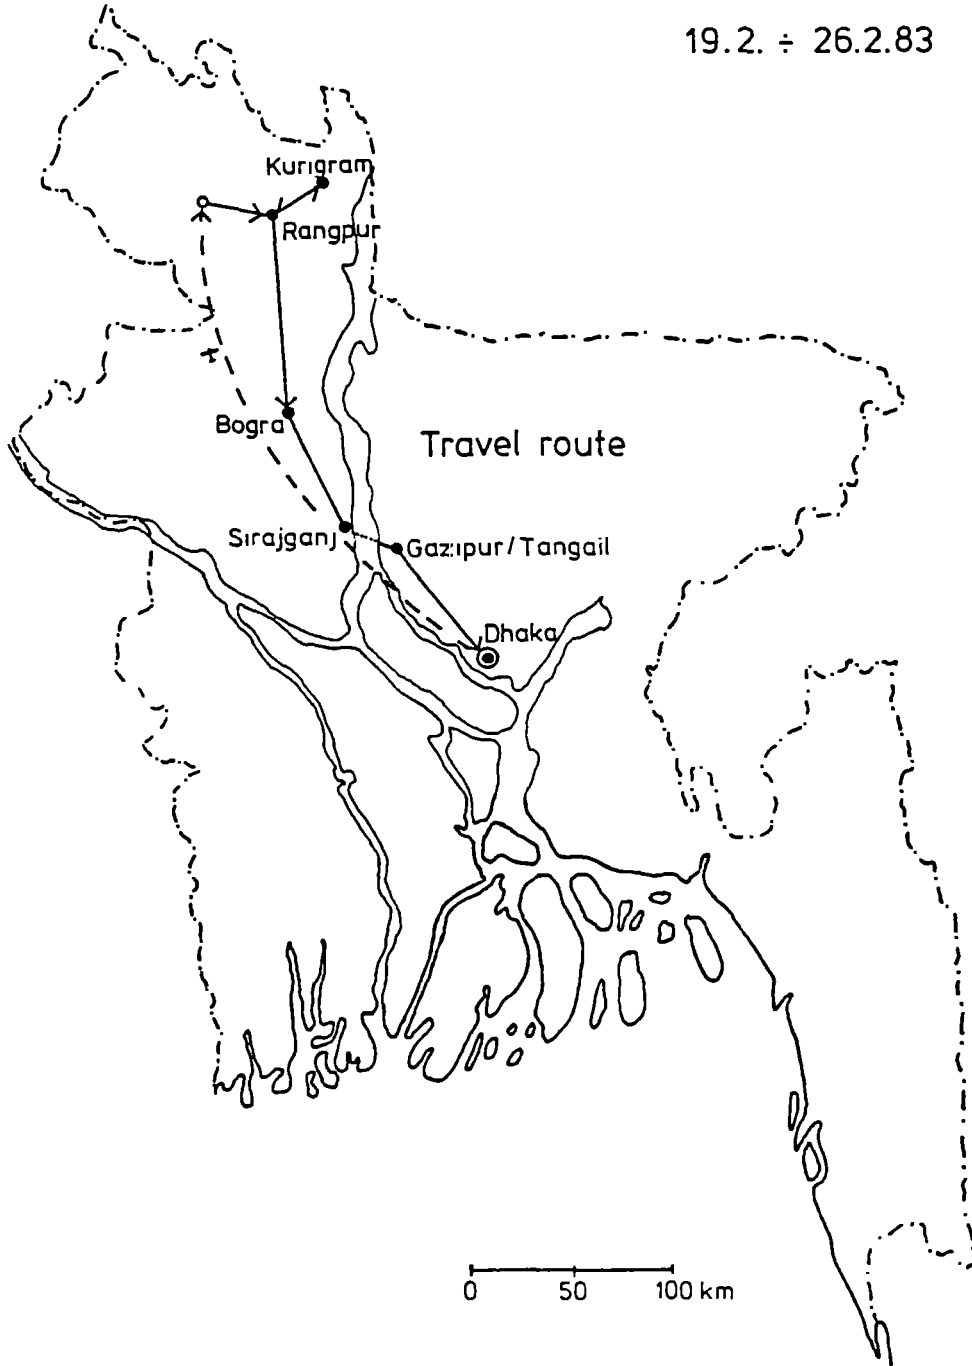 19.2. ÷ 26.2.83
Kurigram
Rangpur
Bogra
Travel route
Sirajganj
Gazipur/Tangail
Dhaka
0 50 100 km